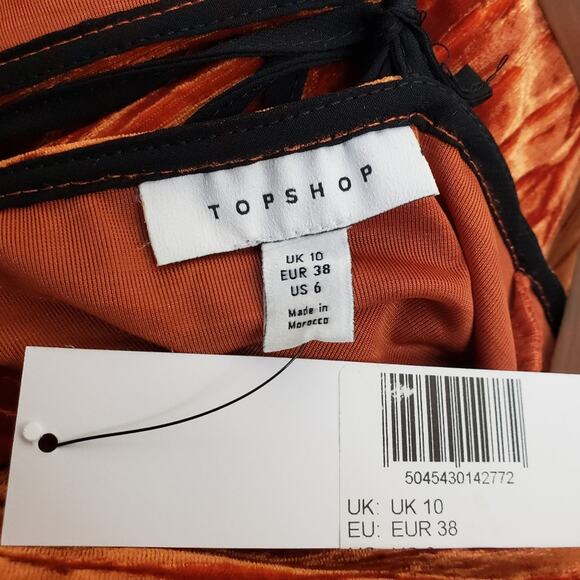 TOPSHOP
UK 10
EUR 38
US 6
Made in
Morocco
5045430142772
UK: UK 10
EU: EUR 38